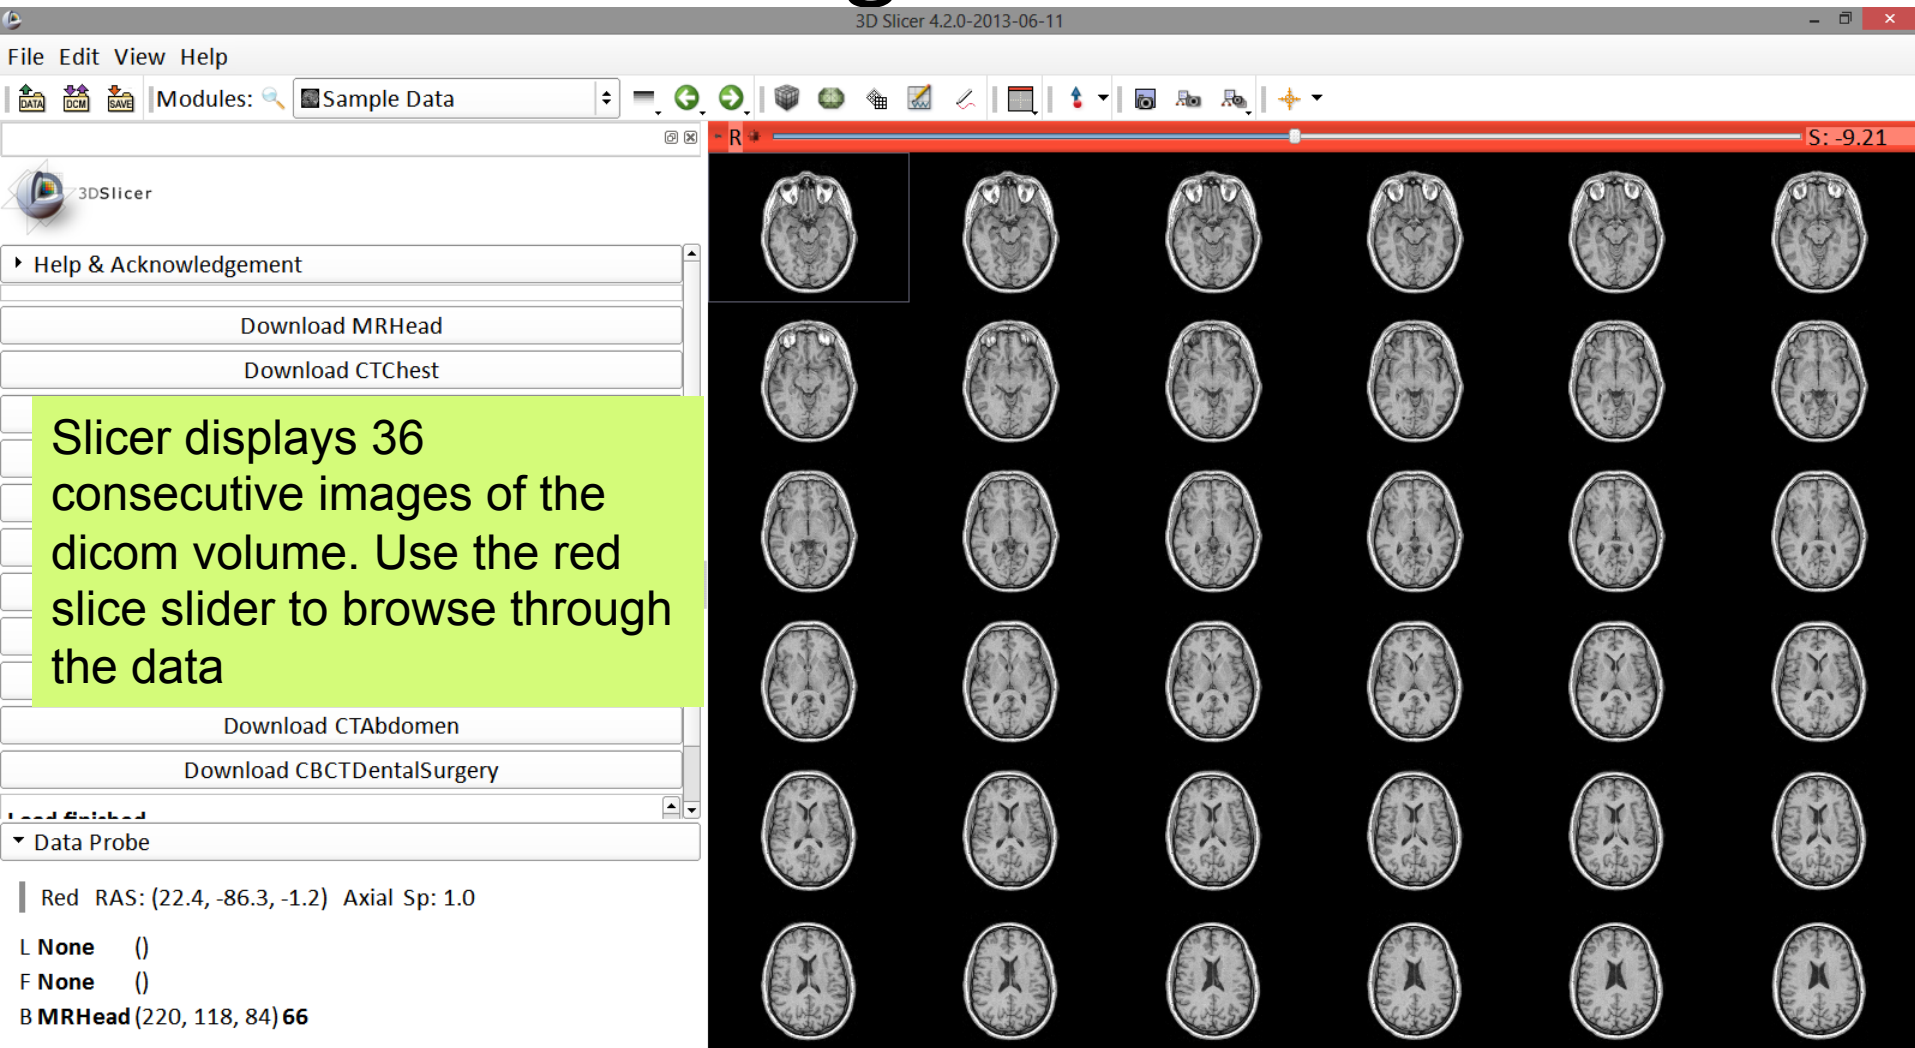 3D Slicer 4.2.0-2013-06-11
File Edit View Help
DATA DCM SAVE Modules: Sample Data
R S: -9.21
3DSlicer
Help & Acknowledgement
Download MRHead
Download CTChest
Slicer displays 36
consecutive images of the
dicom volume. Use the red
slice slider to browse through
the data
Download CTAbdomen
Download CBCTDentalSurgery
Load finished
Data Probe
Red RAS: (22.4, -86.3, -1.2) Axial Sp: 1.0
L None ()
F None ()
B MRHead (220, 118, 84) 66